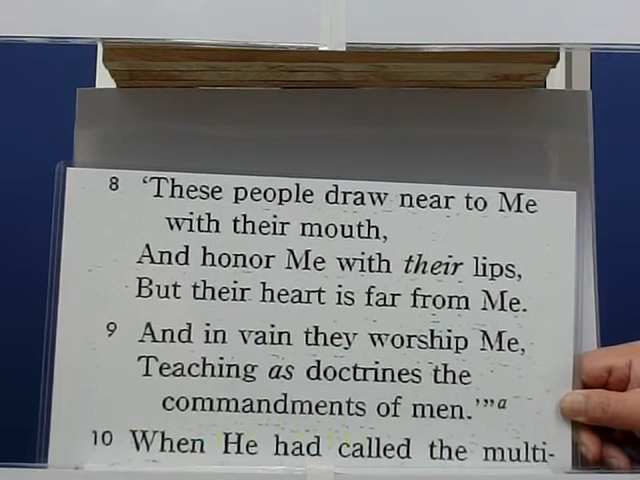 8 ‘These people draw near to Me
with their mouth,
And honor Me with their lips,
But their heart is far from Me.
9 And in vain they worship Me,
Teaching as doctrines the
commandments of men.’”a
10 When He had called the multi-